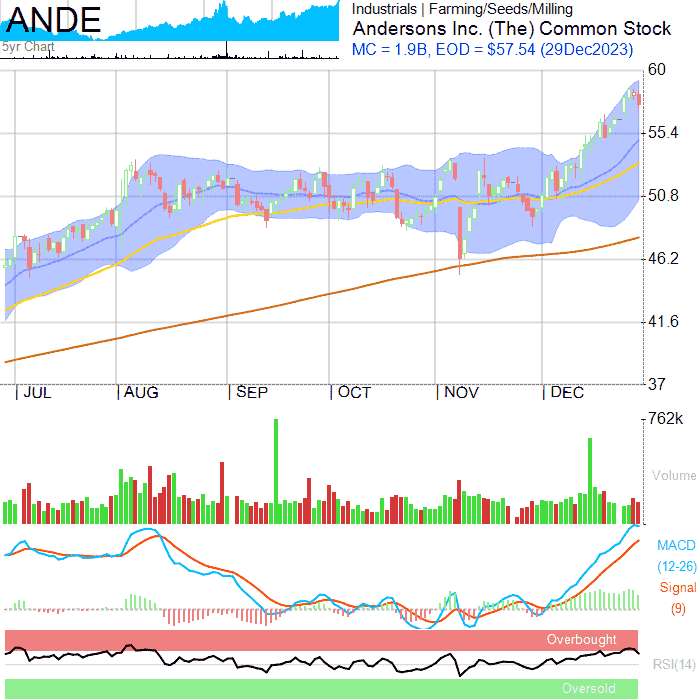 ANDE
5yr Chart
Industrials | Farming/Seeds/Milling
Andersons Inc. (The) Common Stock
MC = 1.9B, EOD = $57.54 (29Dec2023)
60
55.4
50.8
46.2
41.6
37
JUL AUG SEP OCT NOV DEC
762k
Volume
MACD
(12-26)
Signal
(9)
Overbought
RSI(14)
Oversold